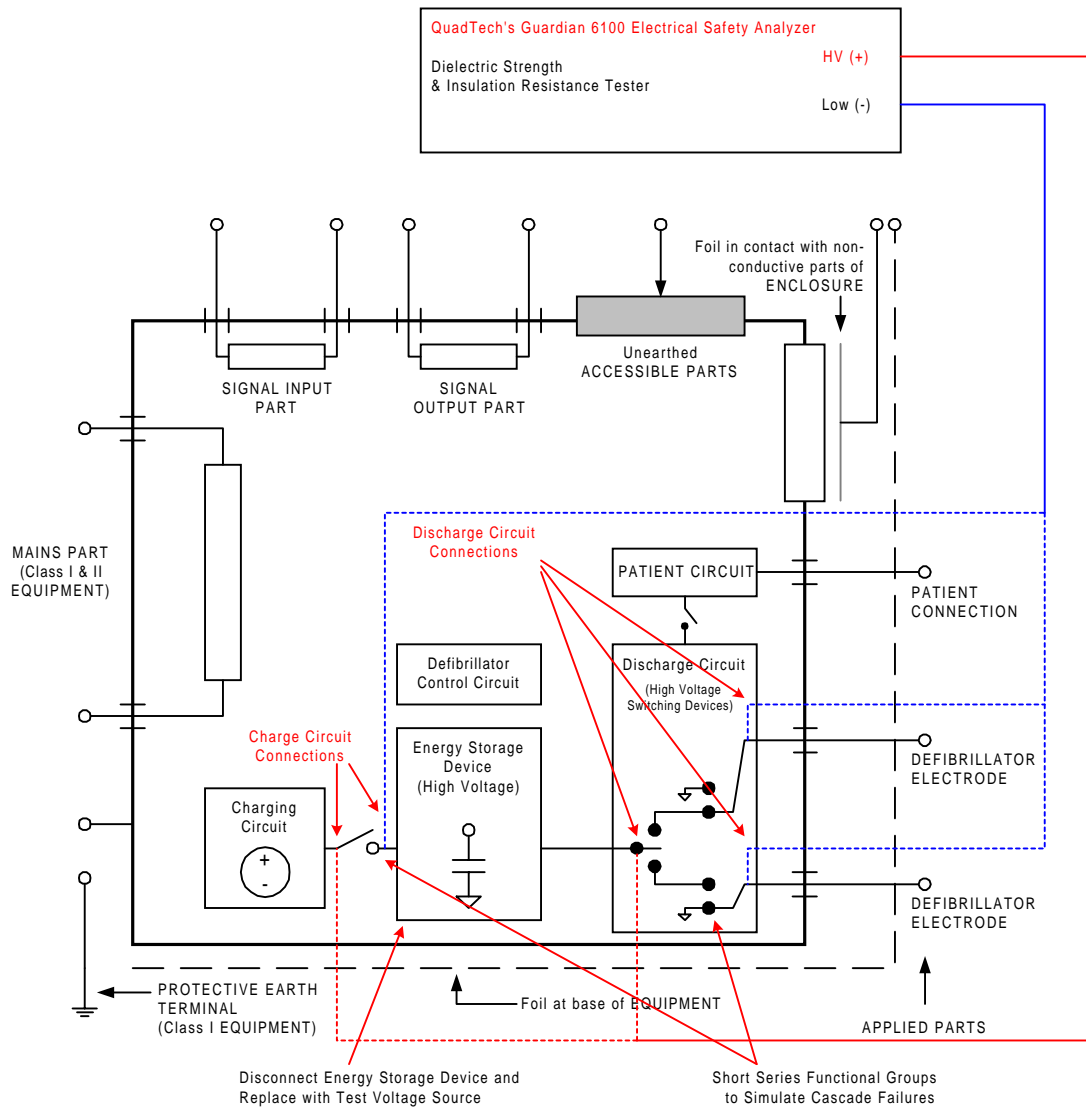 QuadTech's Guardian 6100 Electrical Safety Analyzer
HV (+)
Dielectric Strength
& Insulation Resistance Tester
Low (-)
Foil in contact with non-
conductive parts of
ENCLOSURE
SIGNAL INPUT
PART
SIGNAL
OUTPUT PART
Unearthed
ACCESSIBLE PARTS
MAINS PART
(Class I & II
EQUIPMENT)
Discharge Circuit
Connections
PATIENT CIRCUIT
PATIENT
CONNECTION
Defibrillator
Control Circuit
Discharge Circuit
(High Voltage
Switching Devices)
Charge Circuit
Connections
Energy Storage
Device
(High Voltage)
DEFIBRILLATOR
ELECTRODE
Charging
Circuit
+
-
DEFIBRILLATOR
ELECTRODE
PROTECTIVE EARTH
TERMINAL
(Class I EQUIPMENT)
Foil at base of EQUIPMENT
APPLIED PARTS
Disconnect Energy Storage Device and
Replace with Test Voltage Source
Short Series Functional Groups
to Simulate Cascade Failures